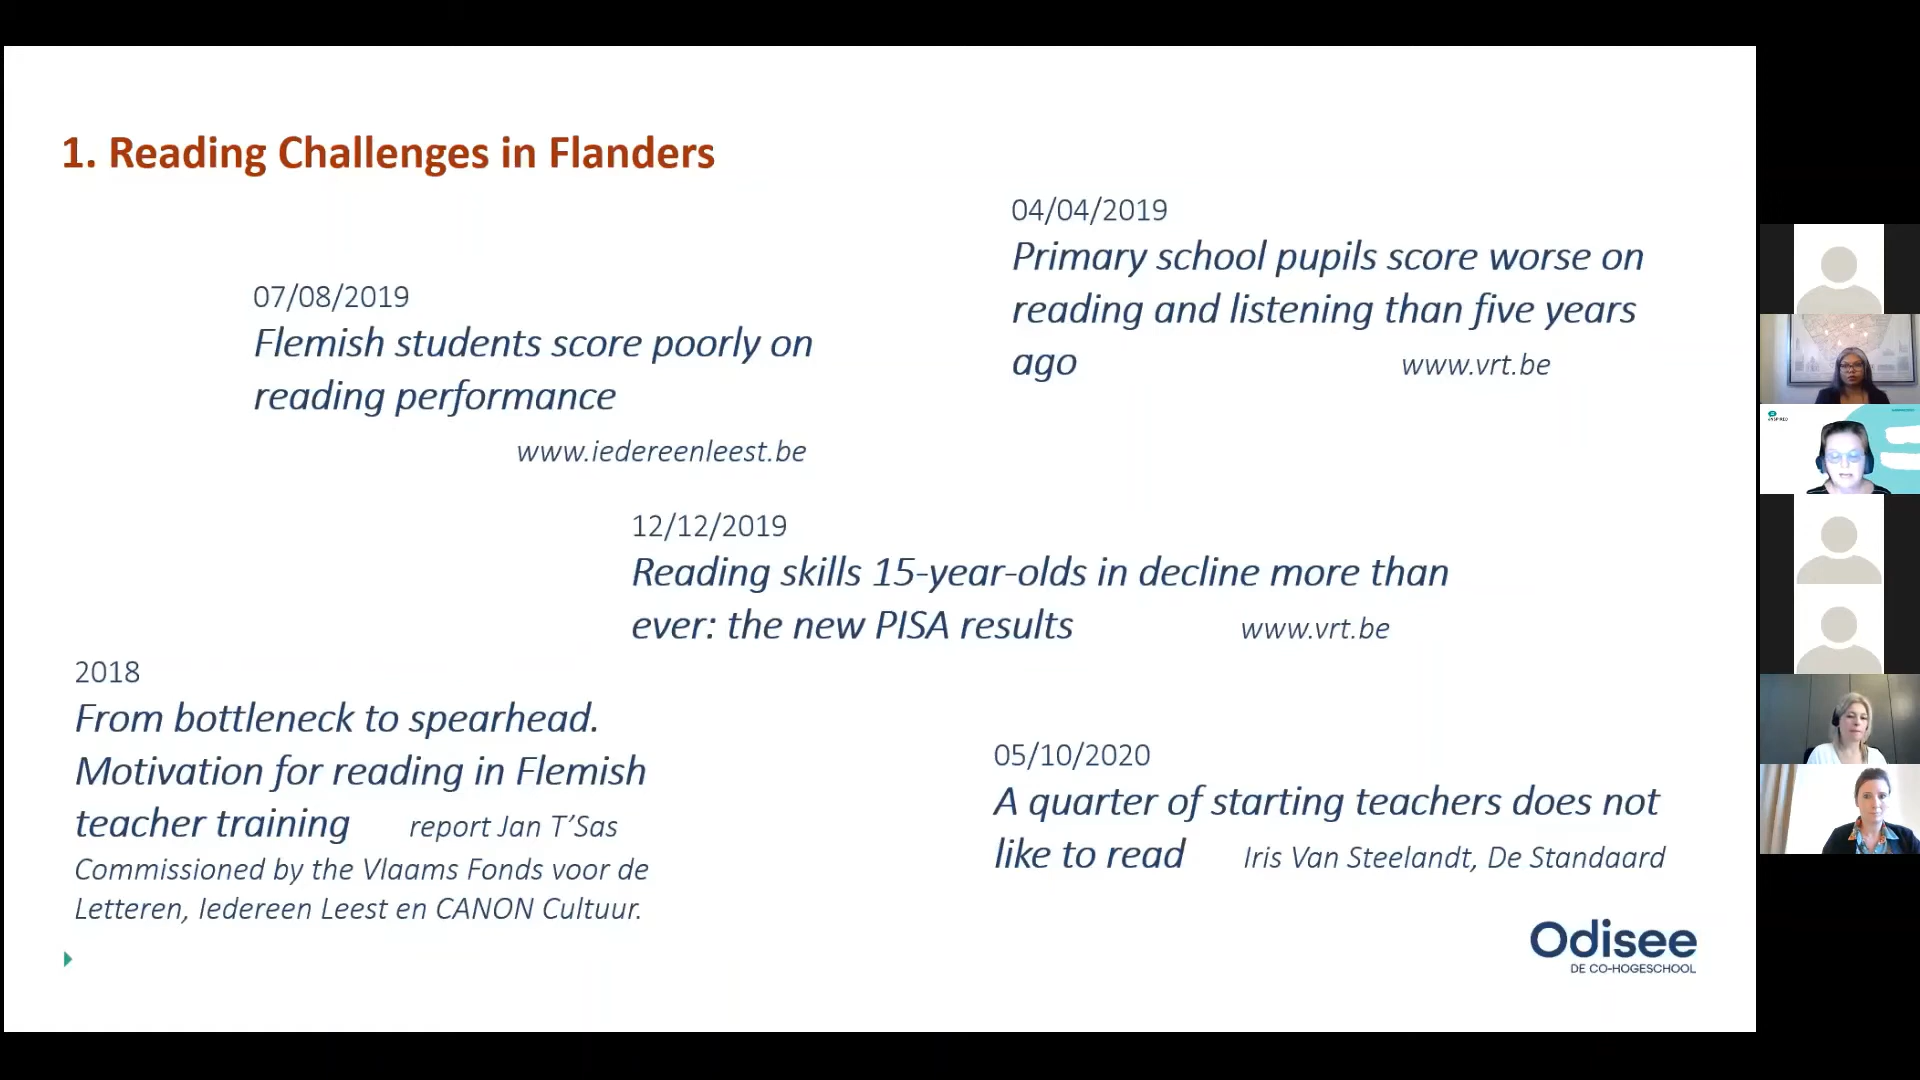 1. Reading Challenges in Flanders
04/04/2019
Primary school pupils score worse on
reading and listening than five years
ago www.vrt.be
07/08/2019
Flemish students score poorly on
reading performance
www.iedereenleest.be
12/12/2019
Reading skills 15-year-olds in decline more than
ever: the new PISA results www.vrt.be
2018
From bottleneck to spearhead.
Motivation for reading in Flemish
teacher training report Jan T’Sas
Commissioned by the Vlaams Fonds voor de
Letteren, Iedereen Leest en CANON Cultuur.
05/10/2020
A quarter of starting teachers does not
like to read Iris Van Steelandt, De Standaard
Odisee
DE CO-HOGESCHOOL